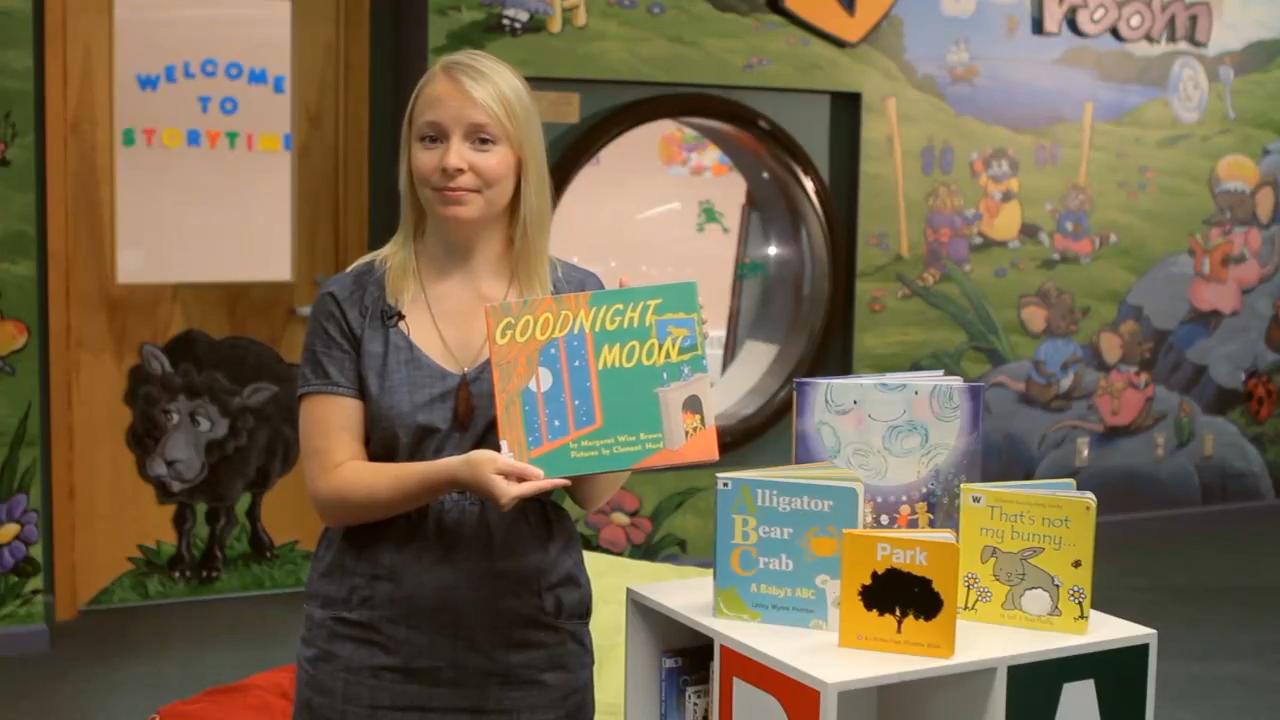 WELCOME
TO
STORYTIME
room
GOODNIGHT
MOON
by Margaret Wise Brown
Pictures by Clement Hurd
W
Alligator
Bear
Crab
A Baby's ABC
Park
W
That's not
my bunny...